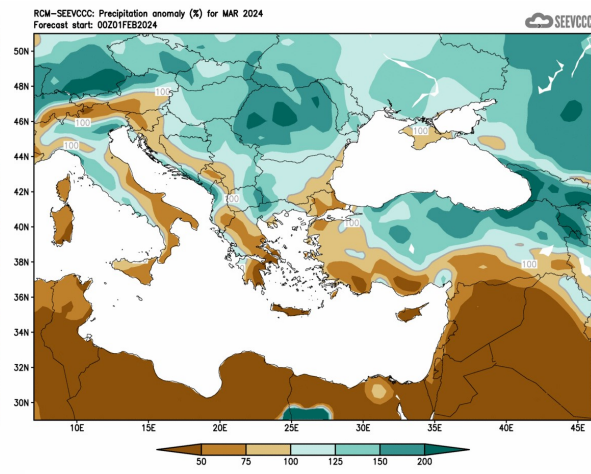 RCM-SEEVCCC: Precipitation anomaly (%) for MAR 2024
Forecast start: 00Z01FEB2024
SEEVCCC
50N
48N
46N
44N
42N
40N
38N
36N
34N
32N
30N
100
100
100
100
100
100
100
10E
15E
20E
25E
30E
35E
40E
45E
50
75
100
125
150
200